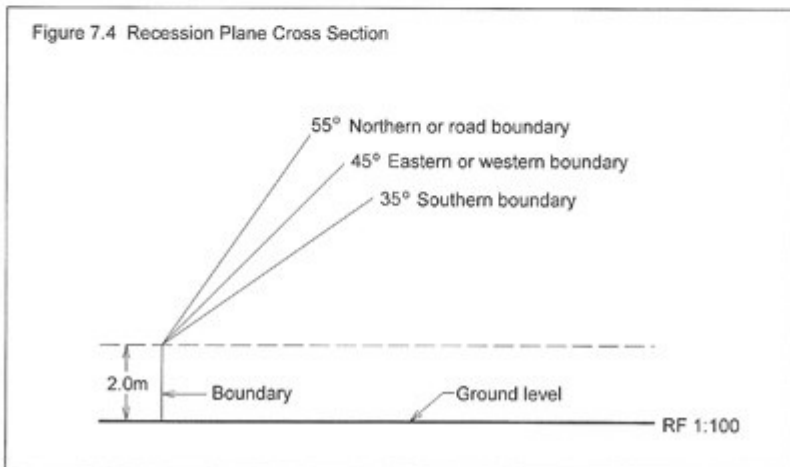 Figure 7.4 Recession Plane Cross Section
55° Northern or road boundary
45° Eastern or western boundary
35° Southern boundary
2.0m
Boundary
Ground level
RF 1:100